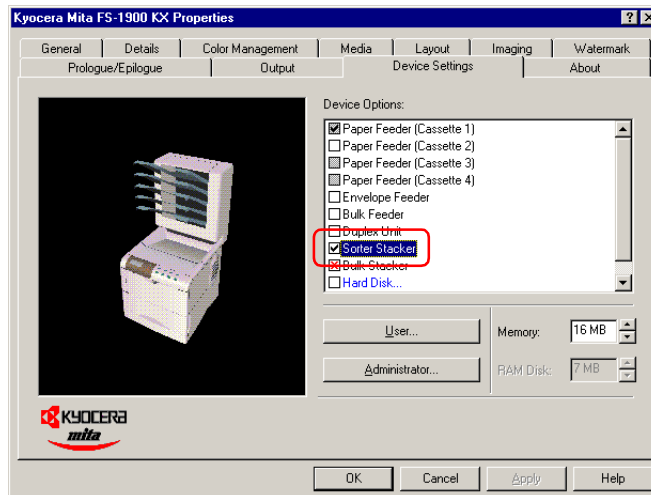 Kyocera Mita FS-1900 KX Properties
General Details Color Management Media Layout Imaging Watermark
Prologue/Epilogue Output Device Settings About
Device Options:
Paper Feeder (Cassette 1)
Paper Feeder (Cassette 2)
Paper Feeder (Cassette 3)
Paper Feeder (Cassette 4)
Envelope Feeder
Bulk Feeder
Duplex Unit
Sorter Stacker
Bulk Stacker
Hard Disk...
User... Memory: 16 MB
Administrator... RAM Disk: 7 MB
KYOCERA
mita
OK Cancel Apply Help